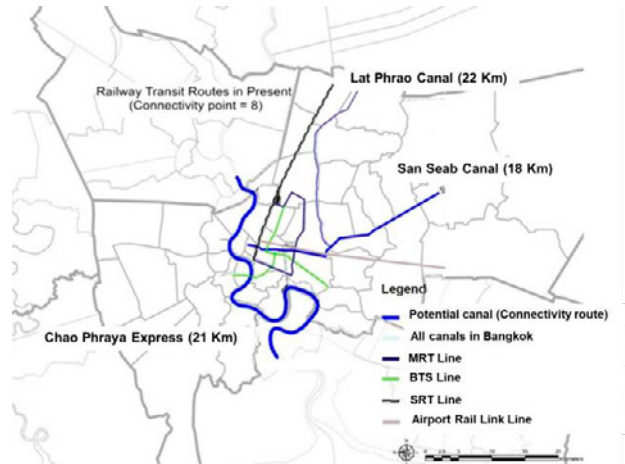 Lat Phrao Canal (22 Km)
Railway Transit Routes in Present
(Connectivity point = 8)
San Seab Canal (18 Km)
Chao Phraya Express (21 Km)
Legend
Potential canal (Connectivity route)
All canals in Bangkok
MRT Line
BTS Line
SRT Line
Airport Rail Link Line